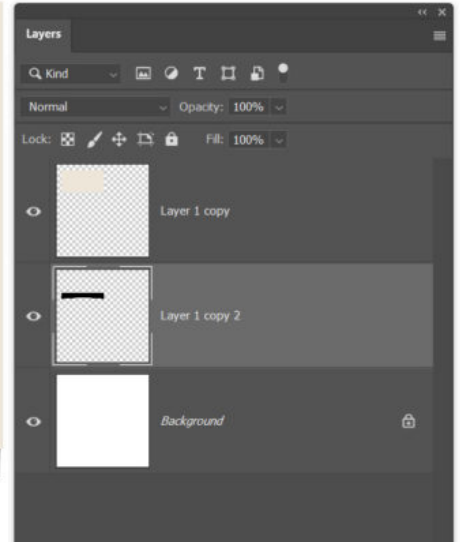 Layers
Kind
Normal Opacity: 100%
Lock: Fill: 100%
Layer 1 copy
Layer 1 copy 2
Background